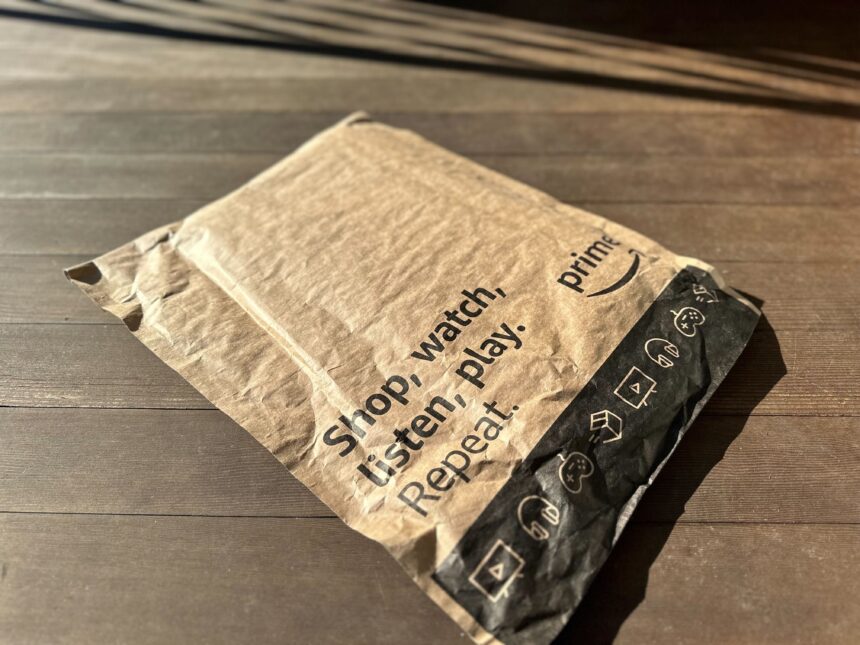 prime
Shop, watch,
listen, play.
Repeat.